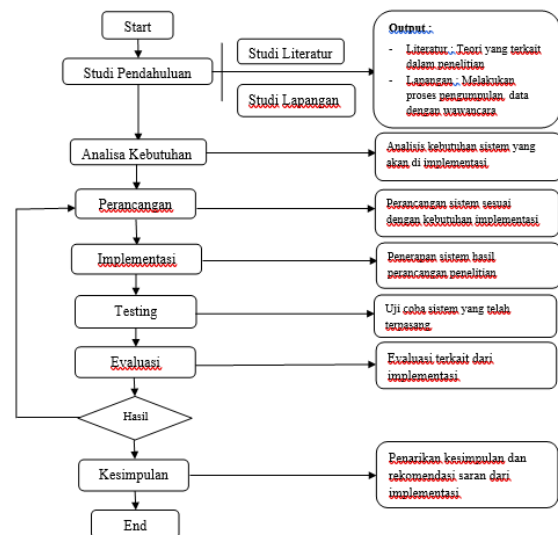 Start
Studi Pendahuluan
Studi Literatur
Studi Lapangan
Output :
- Literatur : Teori yang terkait
dalam penelitian
- Lapangan : Melakukan
proses pengumpulan data
dengan wawancara
Analisa Kebutuhan
Analisis kebutuhan sistem yang
akan di implementasi
Perancangan
Perancangan sistem sesuai
dengan kebutuhan implementasi
Implementasi
Penerapan sistem hasil
perancangan penelitian
Testing
Uji coba sistem yang telah
terpasang
Evaluasi
Evaluasi terkait dari
implementasi
Hasil
Kesimpulan
Penarikan kesimpulan dan
rekomendasi saran dari
implementasi
End